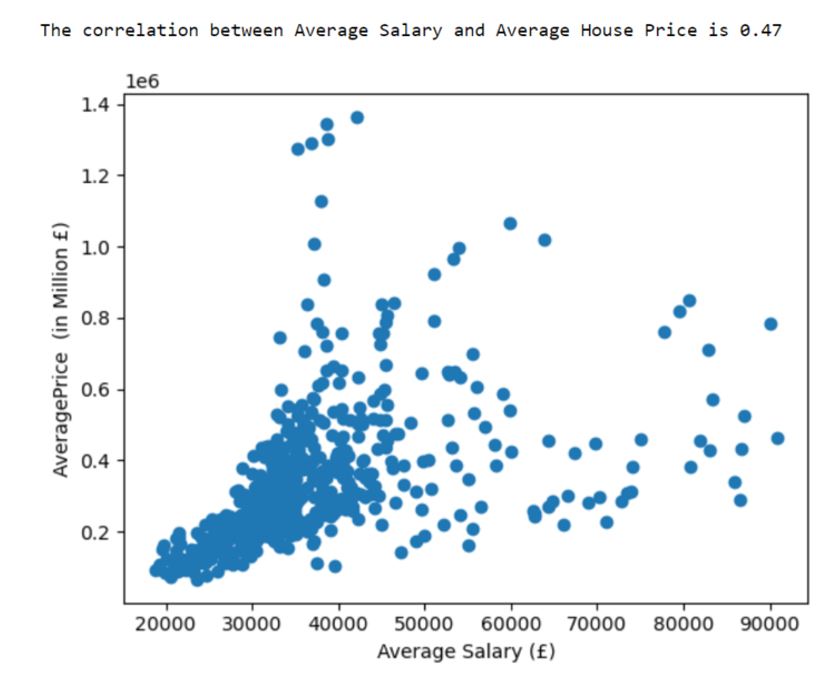 The correlation between Average Salary and Average House Price is 0.47
1e6
1.4
1.2
1.0
0.8
0.6
0.4
0.2
AveragePrice (in Million £)
20000 30000 40000 50000 60000 70000 80000 90000
Average Salary (£)